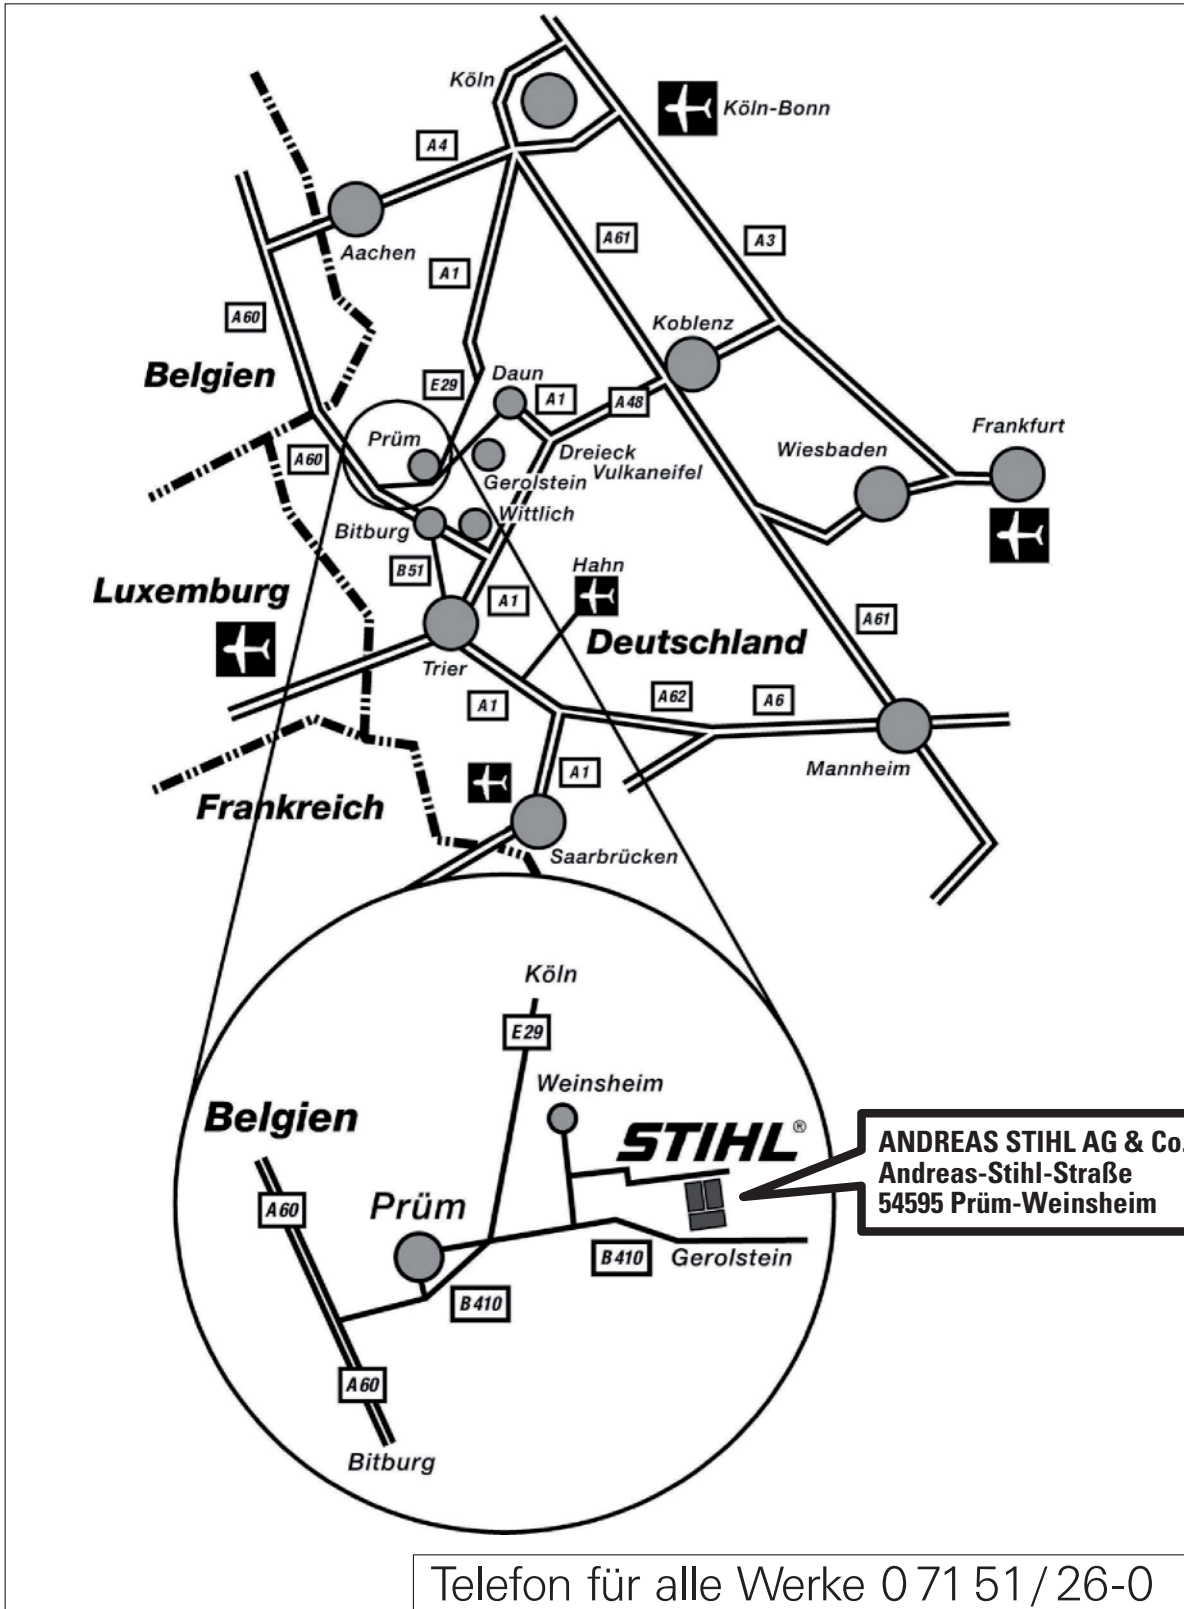 Köln
Köln-Bonn
A4
A61
A3
Aachen
A1
A60
Koblenz
Belgien
E29
Daun
A1
A48
Frankfurt
Prüm
A60
Dreieck
Vulkaneifel
Wiesbaden
Gerolstein
Wittlich
Bitburg
B51
Hahn
Luxemburg
A1
A61
Deutschland
Trier
A1
A62
A6
Mannheim
A1
Frankreich
Saarbrücken
Köln
E29
Weinsheim
Belgien
STIHL®
ANDREAS STIHL AG & Co.
Andreas-Stihl-Straße
54595 Prüm-Weinsheim
A60
Prüm
B410
Gerolstein
B410
A60
Bitburg
Telefon für alle Werke 0 71 51 / 26-0